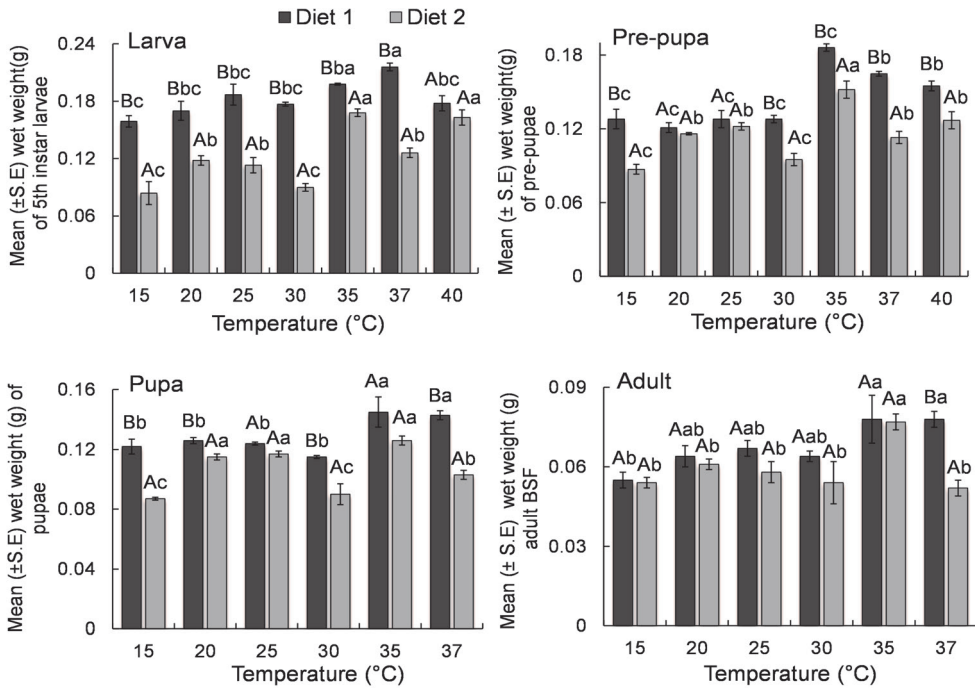 Diet 1 Diet 2
Larva
Mean (±S.E) wet weight(g)
of 5th instar larvae
0.24
0.18
0.12
0.06
0
Bc Ac Bbc Ab Bbc Ab Bbc Ac Bba Aa Ba Ab Abc Aa
15 20 25 30 35 37 40
Temperature (°C)
Pre-pupa
Mean (± S.E) wet weight(g)
of pre-pupae
0.18
0.12
0.06
0.00
Bc Ac Ac Ab Ac Ab Bc Ac Bc Aa Bb Ab Bb Ab
15 20 25 30 35 37 40
Temperature (°C)
Pupa
Mean (±S.E) wet weight (g) of
pupae
0.16
0.12
0.08
0.04
0
Bb Ab Bb Aa Ab Aa Bb Ac Aa Aa Ba Ab
15 20 25 30 35 37
Temperature (°C)
Adult
Mean (± S.E) wet weight (g)
adult BSF
0.09
0.06
0.03
0
Ab Ab Aab Ab Aab Ab Aab Ab Aa Aa Ba Ab
15 20 25 30 35 37
Temperature (°C)